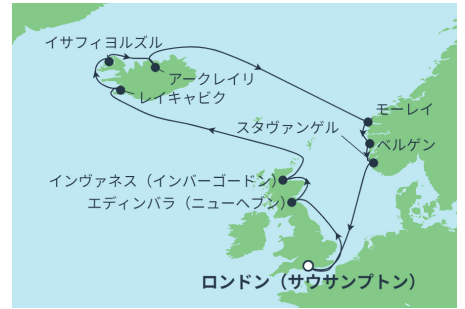 イサフィヨルズル
アークレイリ
レイキャビク
モーレイ
スタヴァンゲル
ベルゲン
インヴァネス（インバーゴードン）
エディンバラ（ニューヘブン）
ロンドン（サウサンプトン）